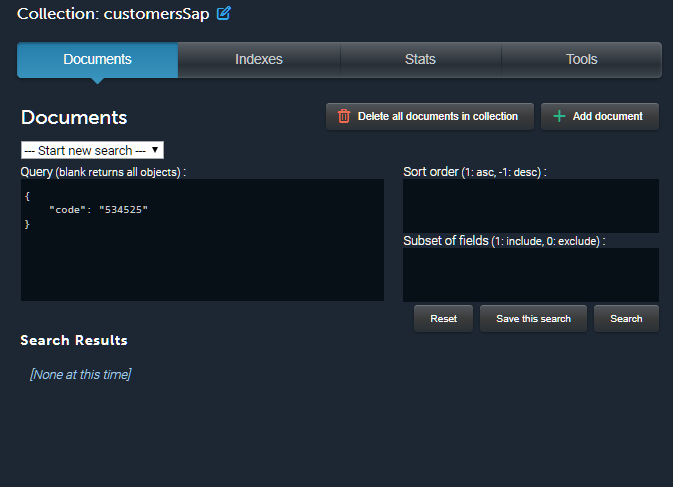 Collection: customersSap
Documents Indexes Stats Tools
Documents
Delete all documents in collection
Add document
--- Start new search ---
Query (blank returns all objects) :
{
"code": "534525"
}
Sort order (1: asc, -1: desc) :
Subset of fields (1: include, 0: exclude) :
Reset Save this search Search
Search Results
[None at this time]